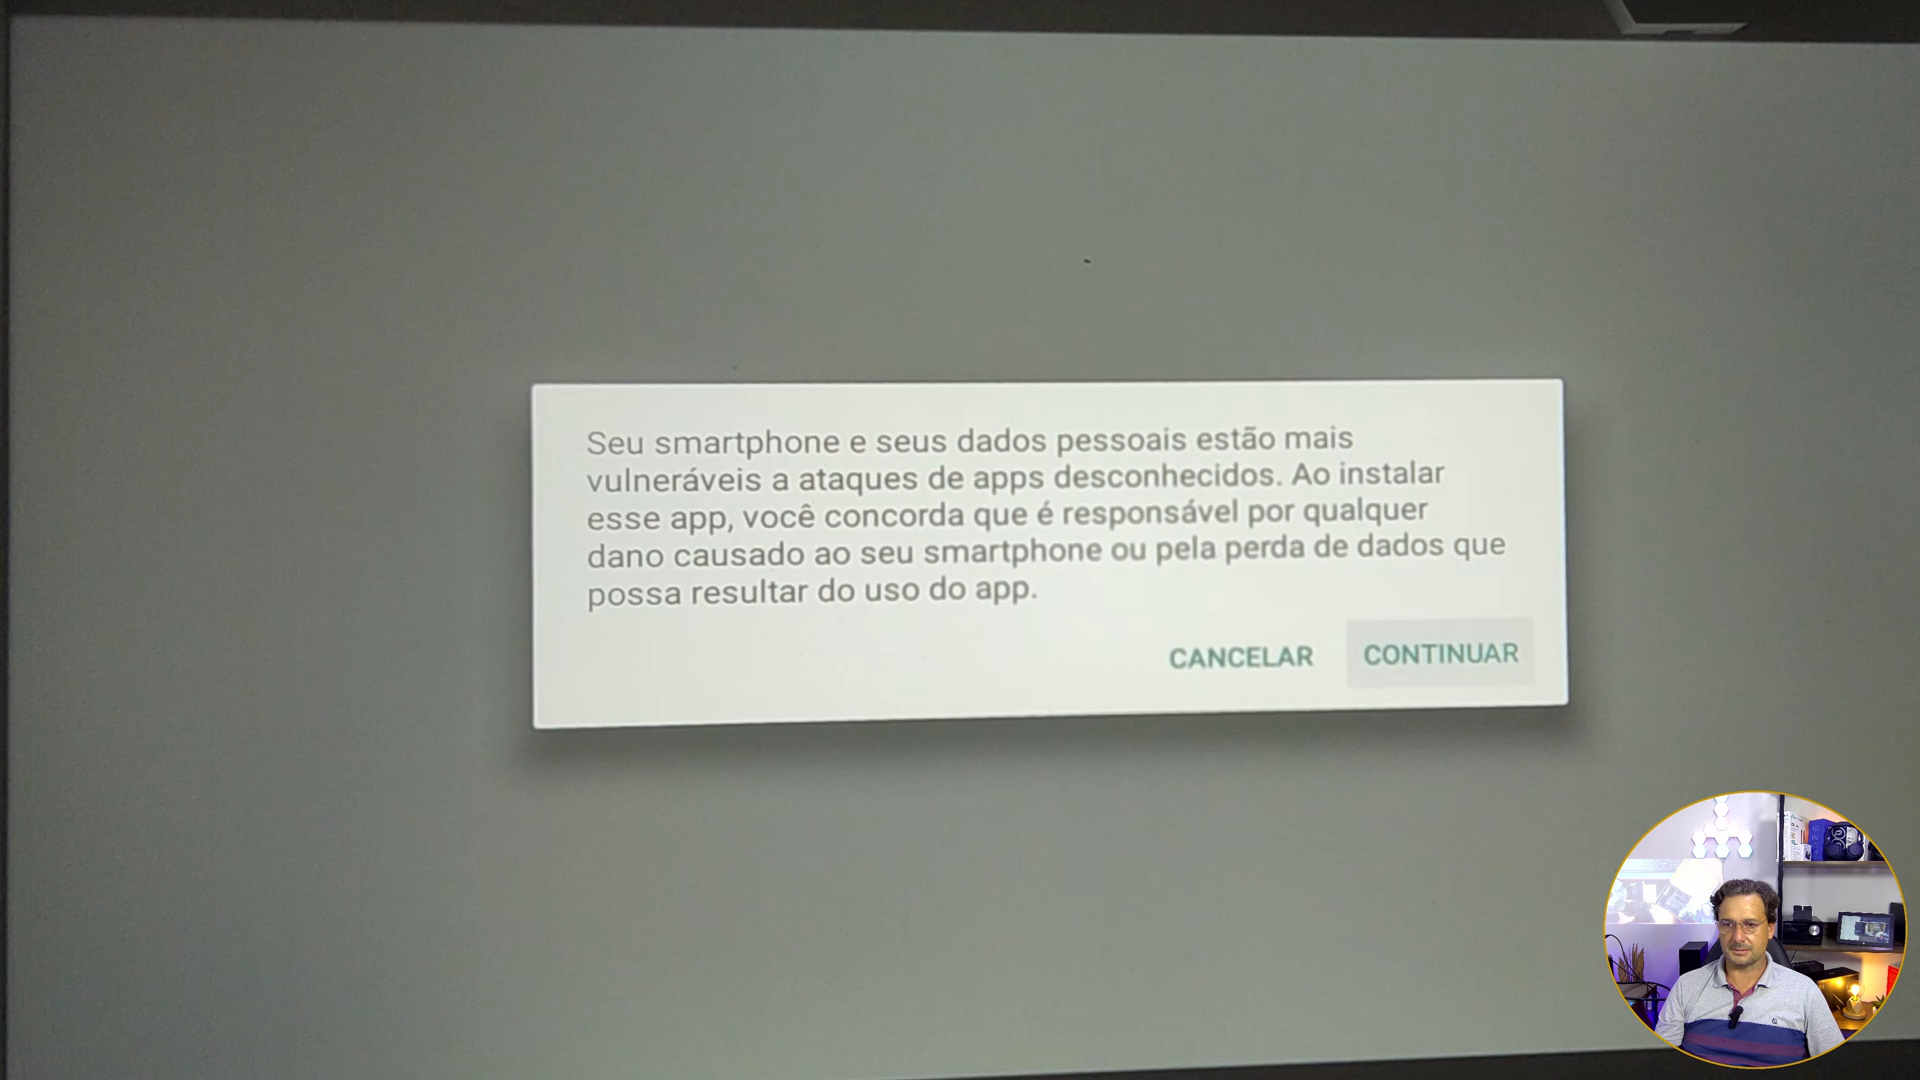 Seu smartphone e seus dados pessoais estão mais
vulneráveis a ataques de apps desconhecidos. Ao instalar
esse app, você concorda que é responsável por qualquer
dano causado ao seu smartphone ou pela perda de dados que
possa resultar do uso do app.
CANCELAR CONTINUAR